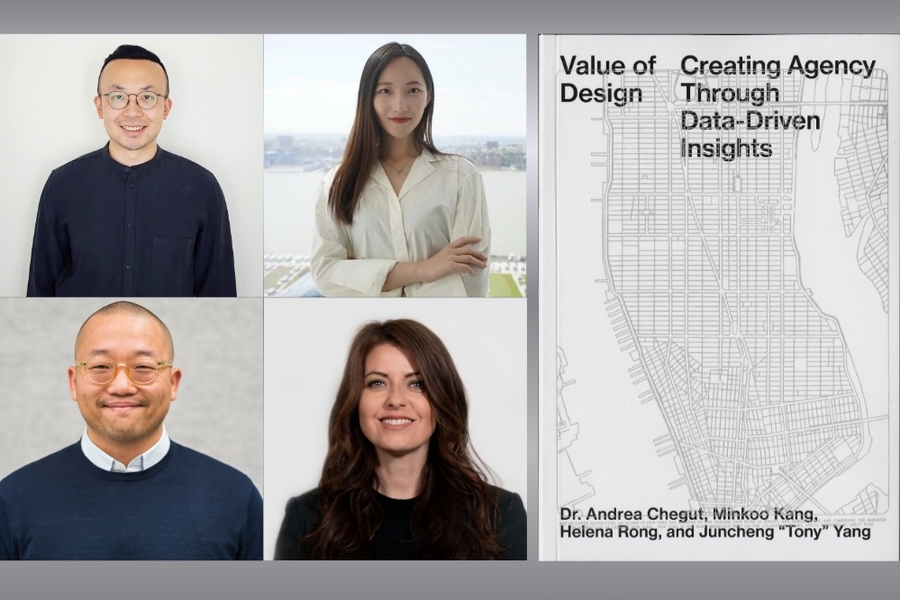 Value of
Design
Creating Agency
Through
Data-Driven
Insights
Dr. Andrea Chegut, Minkoo Kang,
Helena Rong, and Juncheng “Tony” Yang